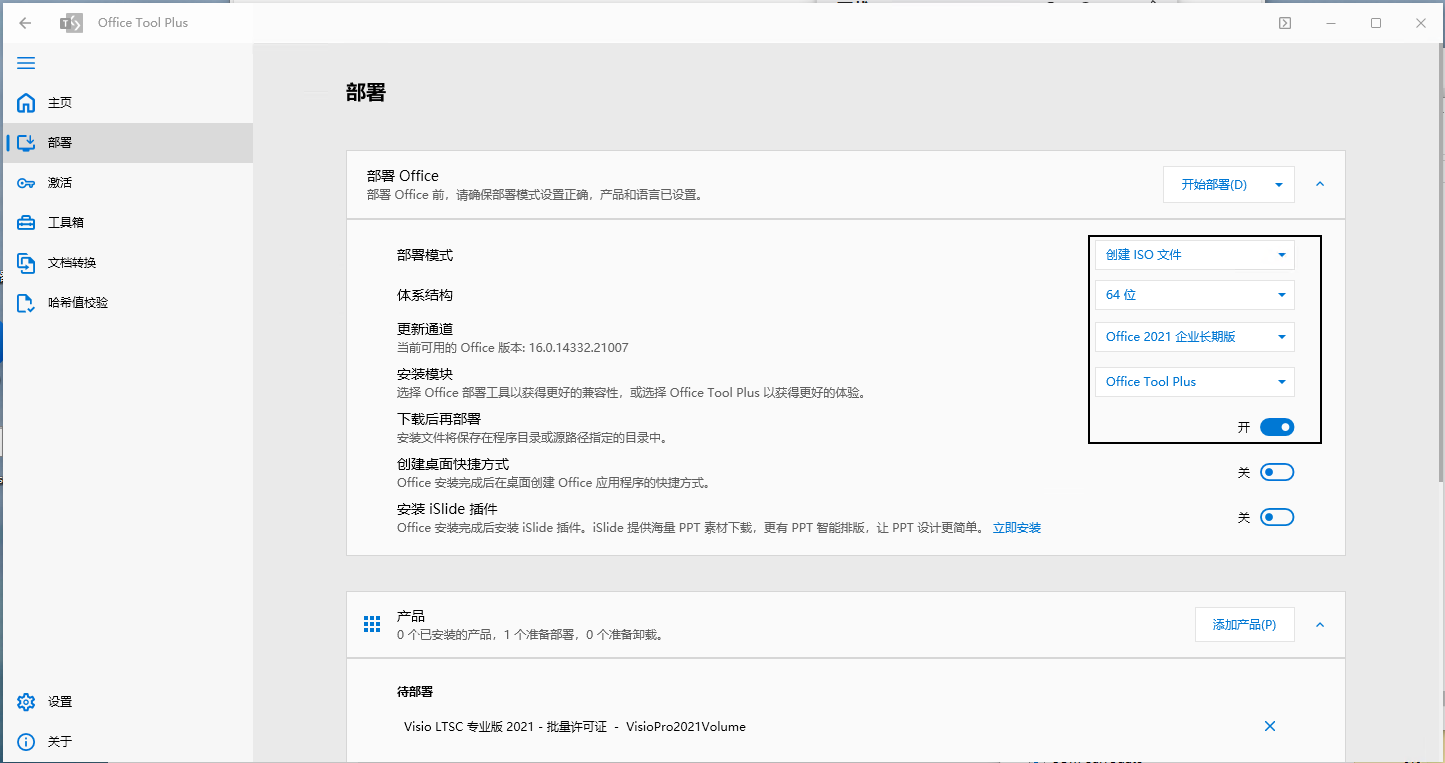 Office Tool Plus
主页
部署
激活
工具箱
文档转换
哈希值校验
设置
关于
部署
部署 Office
部署 Office 前，请确保部署模式设置正确，产品和语言已设置。
开始部署(D)
部署模式
创建 ISO 文件
体系结构
64 位
更新通道
当前可用的 Office 版本: 16.0.14332.21007
Office 2021 企业长期版
安装模块
选择 Office 部署工具以获得更好的兼容性，或选择 Office Tool Plus 以获得更好的体验。
Office Tool Plus
下载后再部署
安装文件将保存在程序目录或源路径指定的目录中。
开
创建桌面快捷方式
Office 安装完成后在桌面创建 Office 应用程序的快捷方式。
关
安装 iSlide 插件
Office 安装完成后安装 iSlide 插件。iSlide 提供海量 PPT 素材下载，更有 PPT 智能排版，让 PPT 设计更简单。 立即安装
关
产品
0 个已安装的产品，1 个准备部署，0 个准备卸载。
添加产品(P)
待部署
Visio LTSC 专业版 2021 - 批量许可证 - VisioPro2021Volume